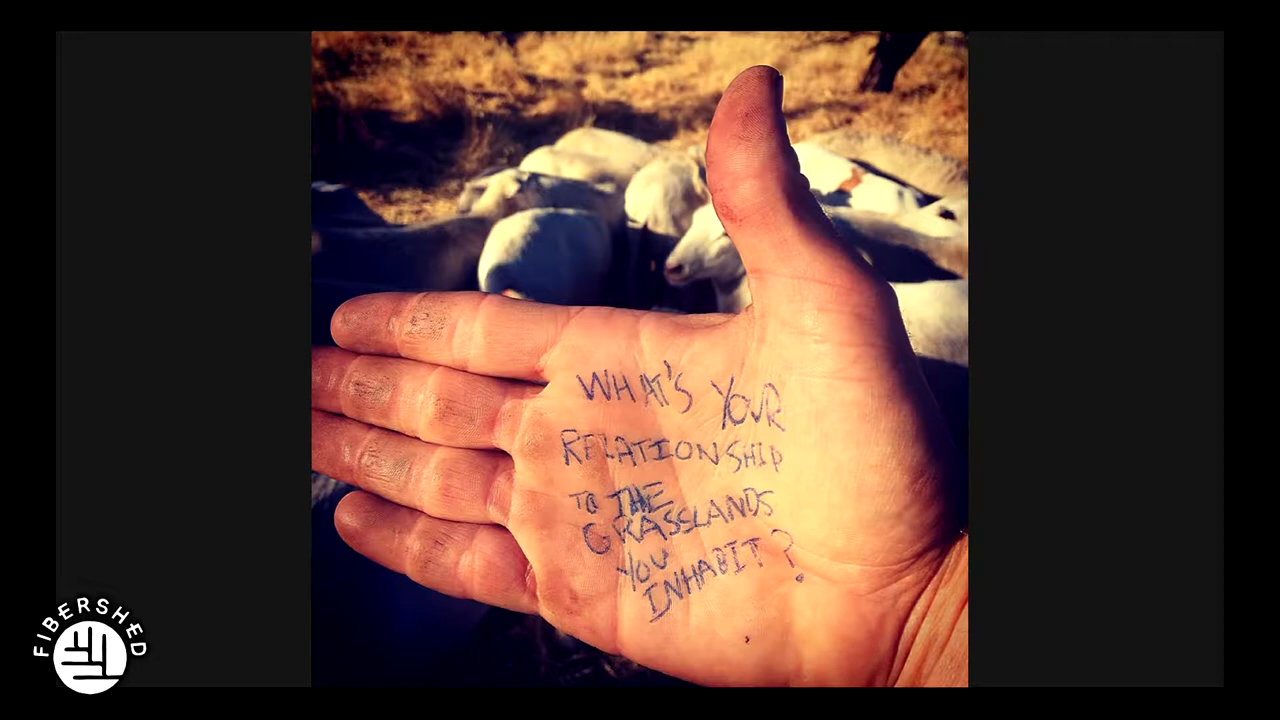 WHAT'S YOUR
RELATIONSHIP
TO THE
GRASSLANDS
YOU
INHABIT?
FIBERSHED